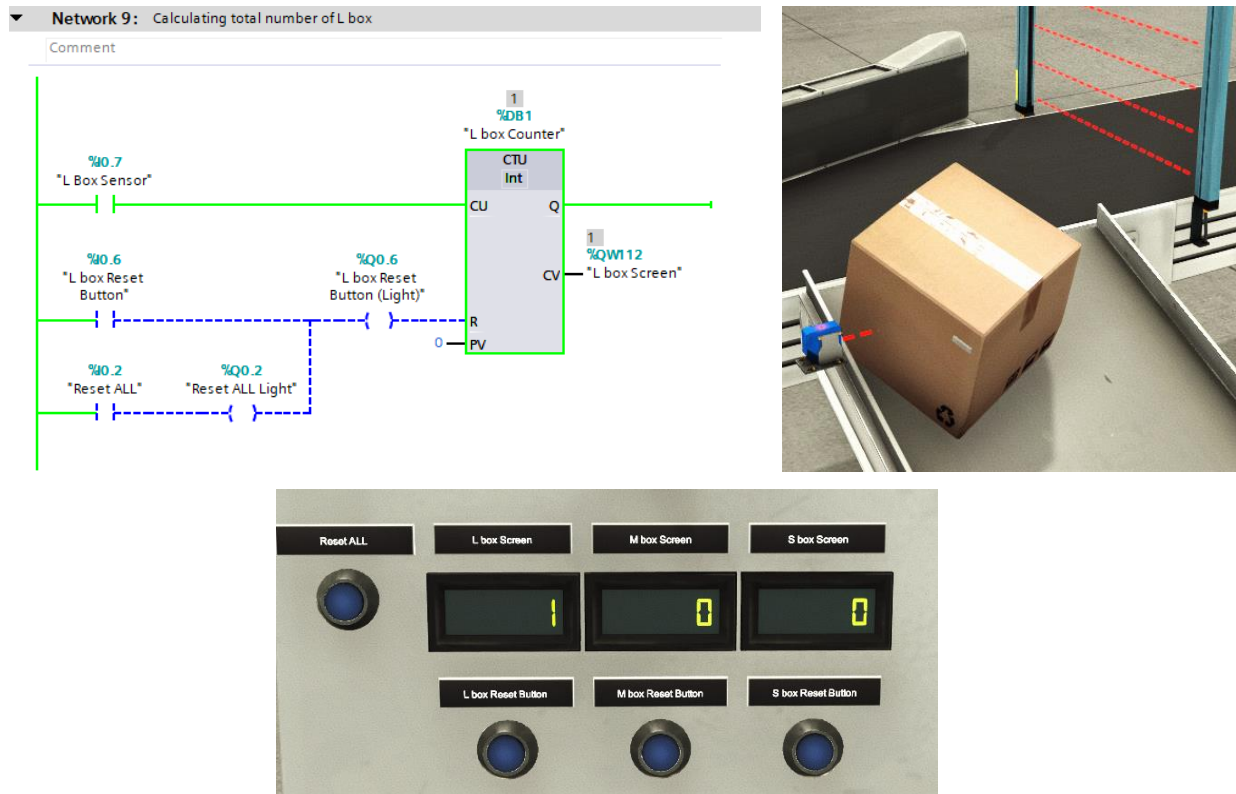 Network 9: Calculating total number of L box
Comment
1
%DB1
"L box Counter"
CTU
Int
%I0.7
"L Box Sensor"
CU
Q
1
%QW112
"L box Screen"
CV
%I0.6
"L box Reset
Button"
%Q0.6
"L box Reset
Button (Light)"
R
0
PV
%I0.2
"Reset ALL"
%Q0.2
"Reset ALL Light"
Reset ALL
L box Screen
M box Screen
S box Screen
1
0
0
L box Reset Button
M box Reset Button
S box Reset Button